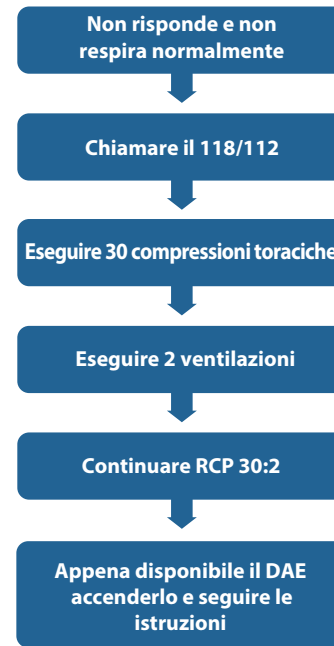 Non risponde e non
respira normalmente
Chiamare il 118/112
Eseguire 30 compressioni toraciche
Eseguire 2 ventilazioni
Continuare RCP 30:2
Appena disponibile il DAE
accenderlo e seguire le
istruzioni